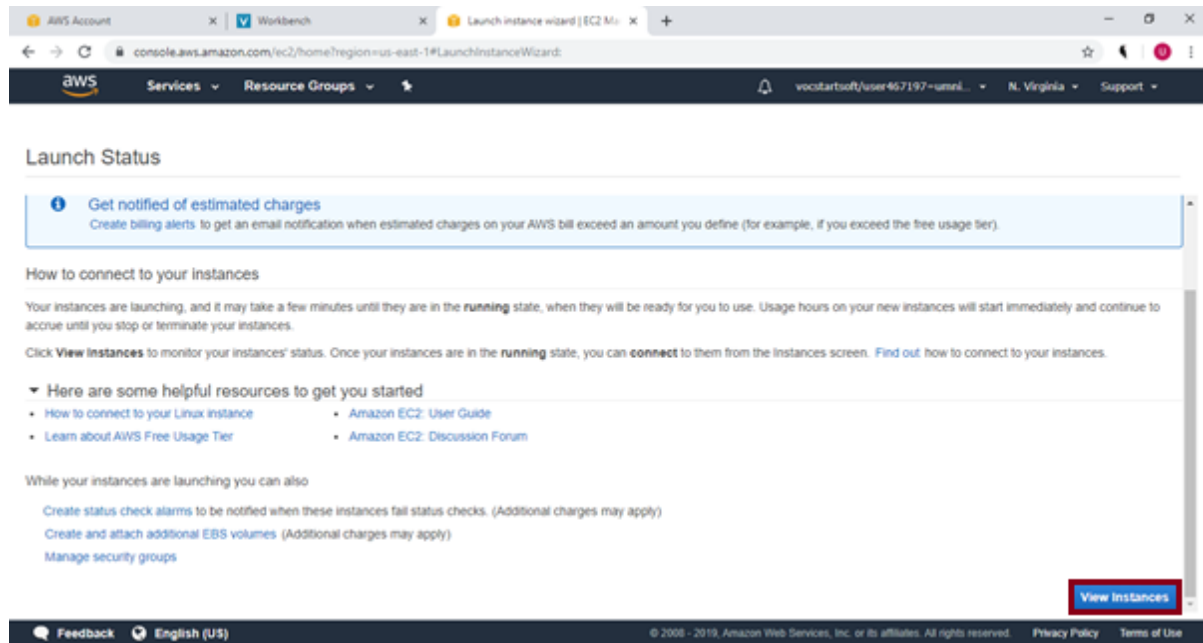 AWS Account
Workbench
Launch instance wizard | EC2 Ma
console.aws.amazon.com/ec2/home?region=us-east-1#LaunchInstanceWizard:
U
aws Services Resource Groups vocstartsoft/user467197=umni... N. Virginia Support
Launch Status
Get notified of estimated charges
Create billing alerts to get an email notification when estimated charges on your AWS bill exceed an amount you define (for example, if you exceed the free usage tier).
How to connect to your instances
Your instances are launching, and it may take a few minutes until they are in the running state, when they will be ready for you to use. Usage hours on your new instances will start immediately and continue to
accrue until you stop or terminate your instances.
Click View Instances to monitor your instances' status. Once your instances are in the running state, you can connect to them from the Instances screen. Find out how to connect to your instances.
Here are some helpful resources to get you started
• How to connect to your Linux instance • Amazon EC2: User Guide
• Learn about AWS Free Usage Tier • Amazon EC2: Discussion Forum
While your instances are launching you can also
Create status check alarms to be notified when these instances fail status checks. (Additional charges may apply)
Create and attach additional EBS volumes (Additional charges may apply)
Manage security groups
View Instances
Feedback English (US) © 2008 - 2019, Amazon Web Services, Inc. or its affiliates. All rights reserved. Privacy Policy Terms of Use